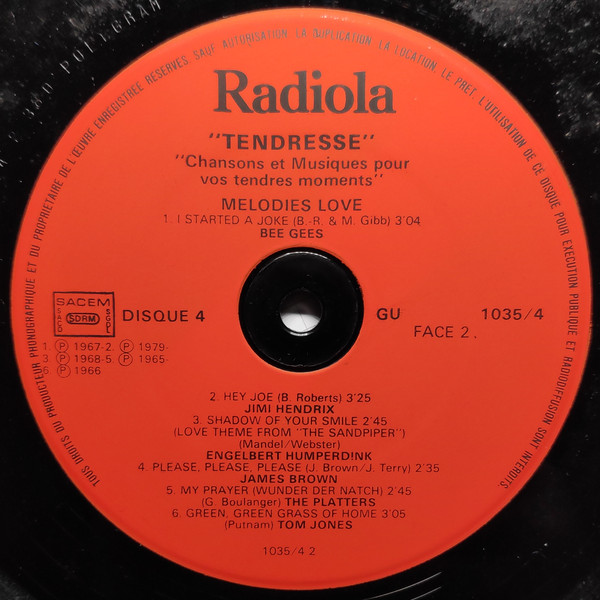 TOUS DROITS DU PRODUCTEUR PHONOGRAPHIQUE ET DU PROPRIETAIRE DE L'ŒUVRE ENREGISTREE RESERVES. SAUF AUTORISATION, LA DUPLICATION, LA LOCATION, LE PRET, L'UTILISATION DE CE DISQUE POUR EXECUTION PUBLIQUE ET RADIODIFFUSION SONT INTERDITS.
Radiola
"TENDRESSE"
"Chansons et Musiques pour
vos tendres moments"
MELODIES LOVE
1. I STARTED A JOKE (B.-R. & M. Gibb) 3'04
BEE GEES
SACEM
SACD SDRM SGDL
DISQUE 4
GU 1035/4
FACE 2.
1. Ⓟ 1967-2. Ⓟ 1979-
3 Ⓟ 1968-5. Ⓟ 1965-
6 Ⓟ 1966
2. HEY JOE (B. Roberts) 3'25
JIMI HENDRIX
3. SHADOW OF YOUR SMILE 2'45
(LOVE THEME FROM "THE SANDPIPER")
(Mandel/Webster)
ENGELBERT HUMPERD!NK
4. PLEASE, PLEASE, PLEASE (J. Brown/J. Terry) 2'35
JAMES BROWN
5. MY PRAYER (WUNDER DER NATCH) 2'45
(G. Boulanger) THE PLATTERS
6. GREEN, GREEN GRASS OF HOME 3'05
(Putnam) TOM JONES
1035/4 2